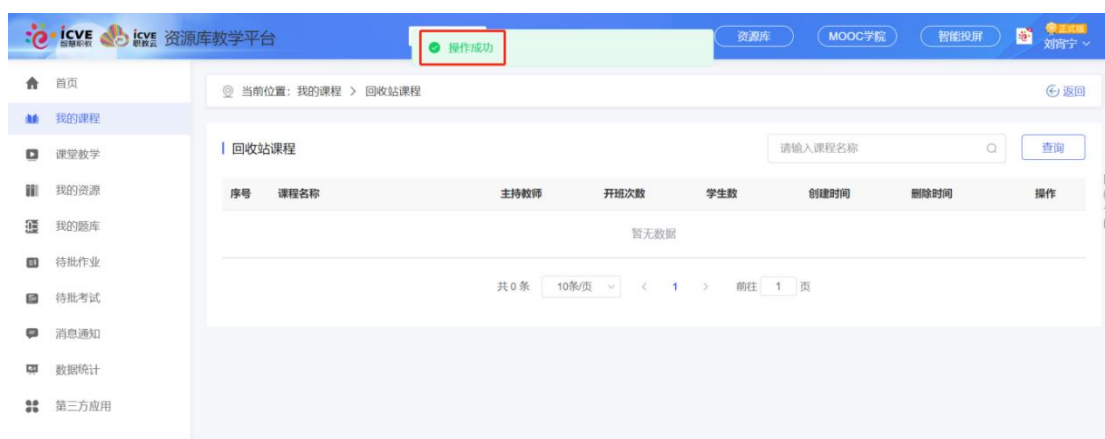 icve 智慧职教 icve 职教云 资源库教学平台
操作成功
资源库
MOOC学院
智能投屏
正式版
刘宵宁
首页
我的课程
课堂教学
我的资源
我的题库
待批作业
待批考试
消息通知
数据统计
第三方应用
当前位置: 我的课程 > 回收站课程
返回
回收站课程
请输入课程名称
查询
序号 课程名称 主持教师 开班次数 学生数 创建时间 删除时间 操作
暂无数据
共 0 条 10条/页 < 1 > 前往 1 页